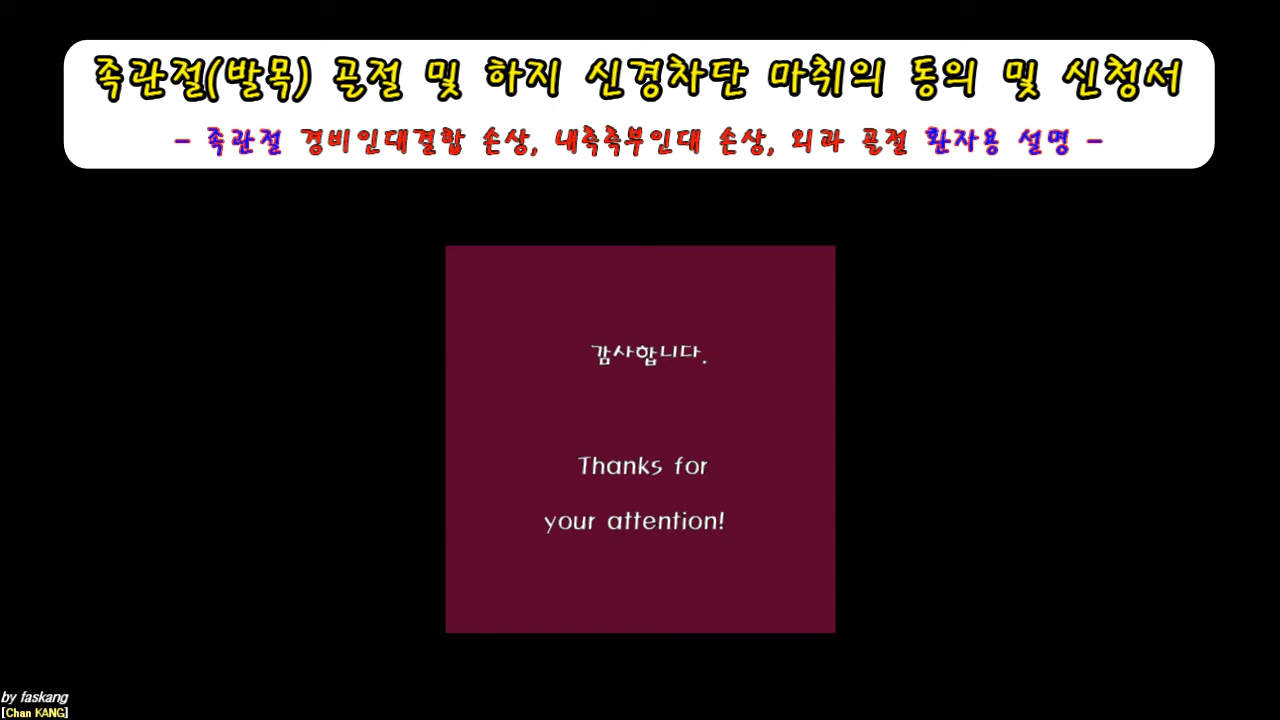 족관절(발목) 골절 및 하지 신경차단 마취의 동의 및 신청서
- 족관절 경비인대결합 손상, 내측측부인대 손상, 외과 골절 환자용 설명 -
감사합니다.
Thanks for
your attention!
by faskang
[Chan KANG]